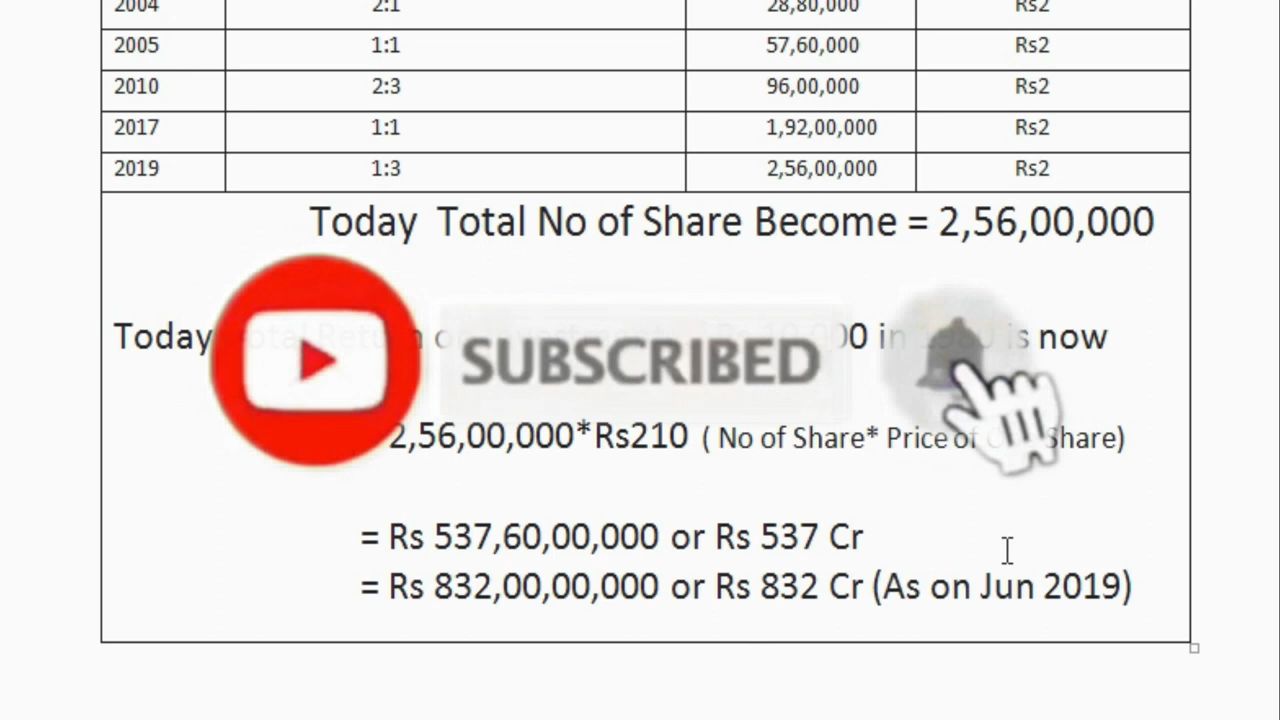 2004 2:1 28,80,000 Rs2
2005 1:1 57,60,000 Rs2
2010 2:3 96,00,000 Rs2
2017 1:1 1,92,00,000 Rs2
2019 1:3 2,56,00,000 Rs2
Today Total No of Share Become = 2,56,00,000
Today in 1980 is now
SUBSCRIBED
2,56,00,000*Rs210 ( No of Share* Price of Share)
= Rs 537,60,00,000 or Rs 537 Cr
= Rs 832,00,00,000 or Rs 832 Cr (As on Jun 2019)